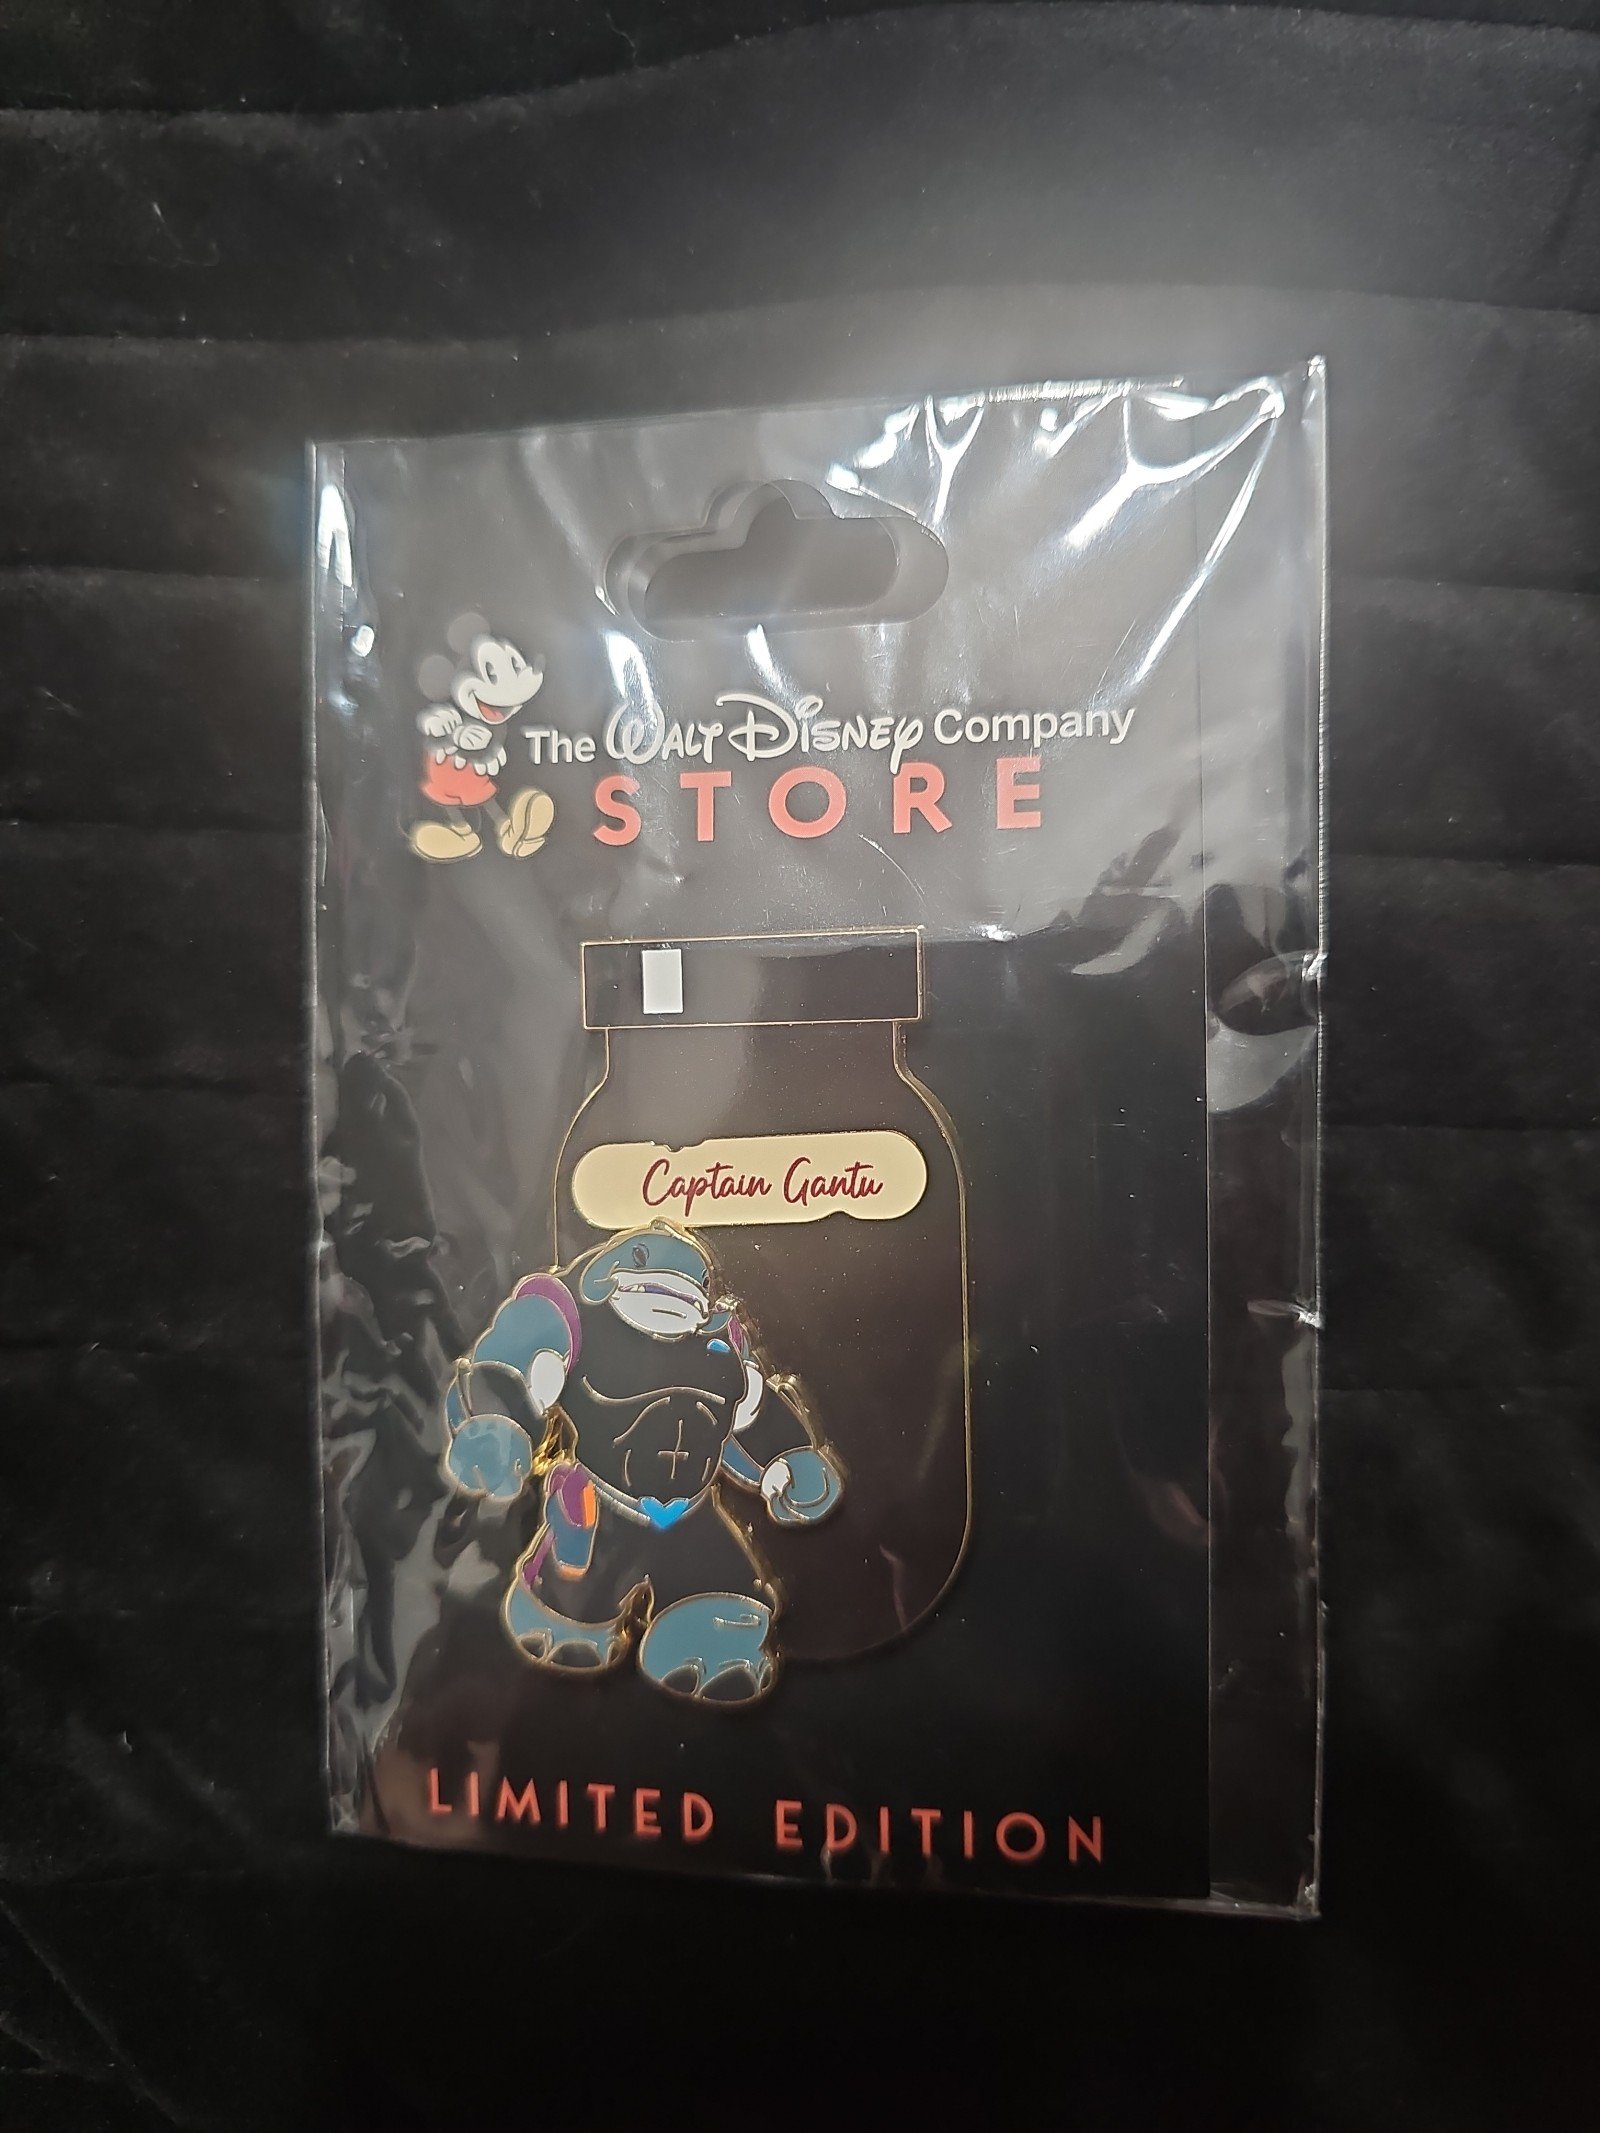 The Walt Disney Company
STORE
Captain Gantu
LIMITED EDITION